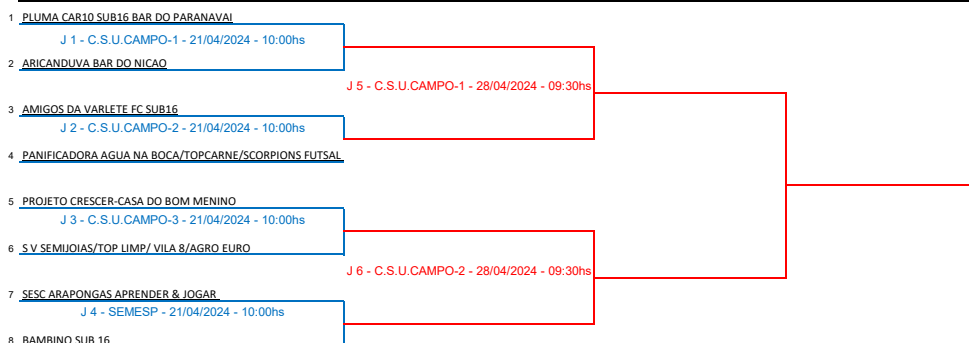 1 PLUMA CAR10 SUB16 BAR DO PARANAVAI
J 1 - C.S.U.CAMPO-1 - 21/04/2024 - 10:00hs
2 ARICANDUVA BAR DO NICAO
J 5 - C.S.U.CAMPO-1 - 28/04/2024 - 09:30hs
3 AMIGOS DA VARLETE FC SUB16
J 2 - C.S.U.CAMPO-2 - 21/04/2024 - 10:00hs
4 PANIFICADORA AGUA NA BOCA/TOPCARNE/SCORPIONS FUTSAL
5 PROJETO CRESCER-CASA DO BOM MENINO
J 3 - C.S.U.CAMPO-3 - 21/04/2024 - 10:00hs
6 S V SEMIJOIAS/TOP LIMP/ VILA 8/AGRO EURO
J 6 - C.S.U.CAMPO-2 - 28/04/2024 - 09:30hs
7 SESC ARAPONGAS APRENDER & JOGAR
J 4 - SEMESP - 21/04/2024 - 10:00hs
8 BAMBINO SUB 16